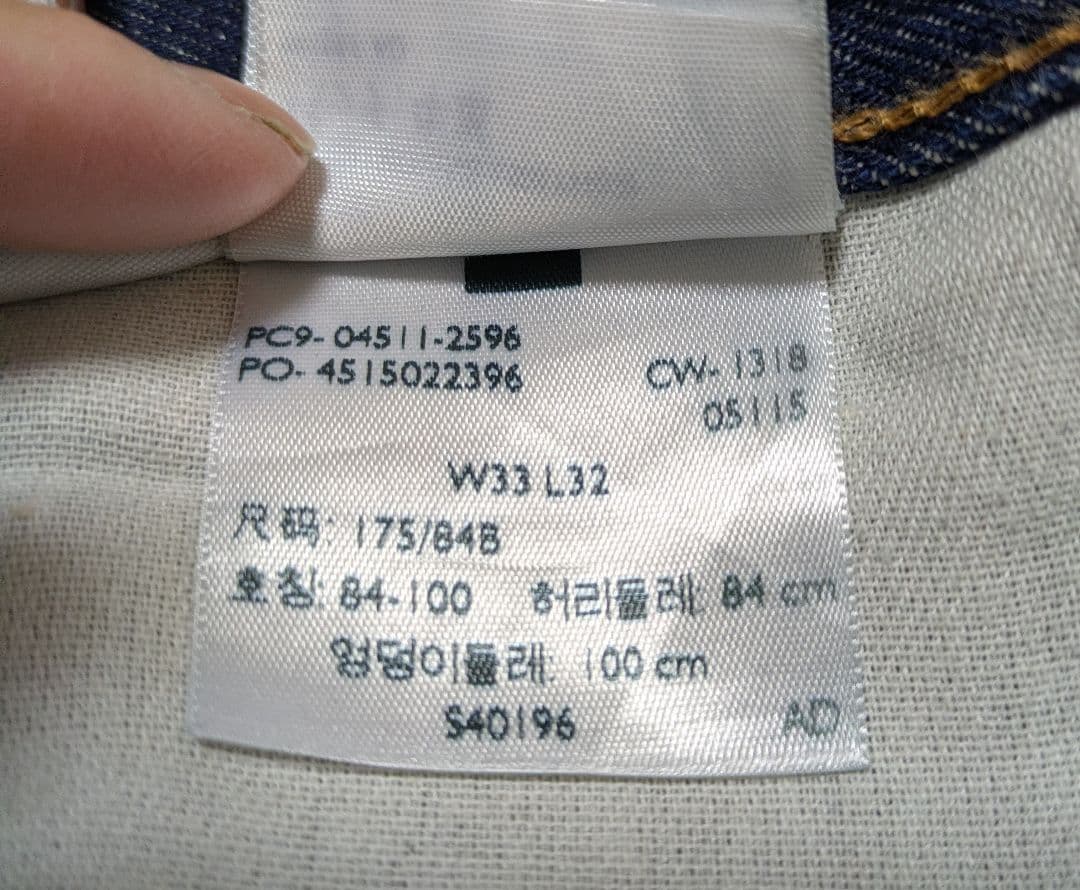 PC9- 04511-2596
PO- 4515022396
CW- 1318
05115
W33 L32
尺码: 175/84B
호칭: 84-100 허리둘레: 84 cm
엉덩이둘레: 100 cm
S40196 AD